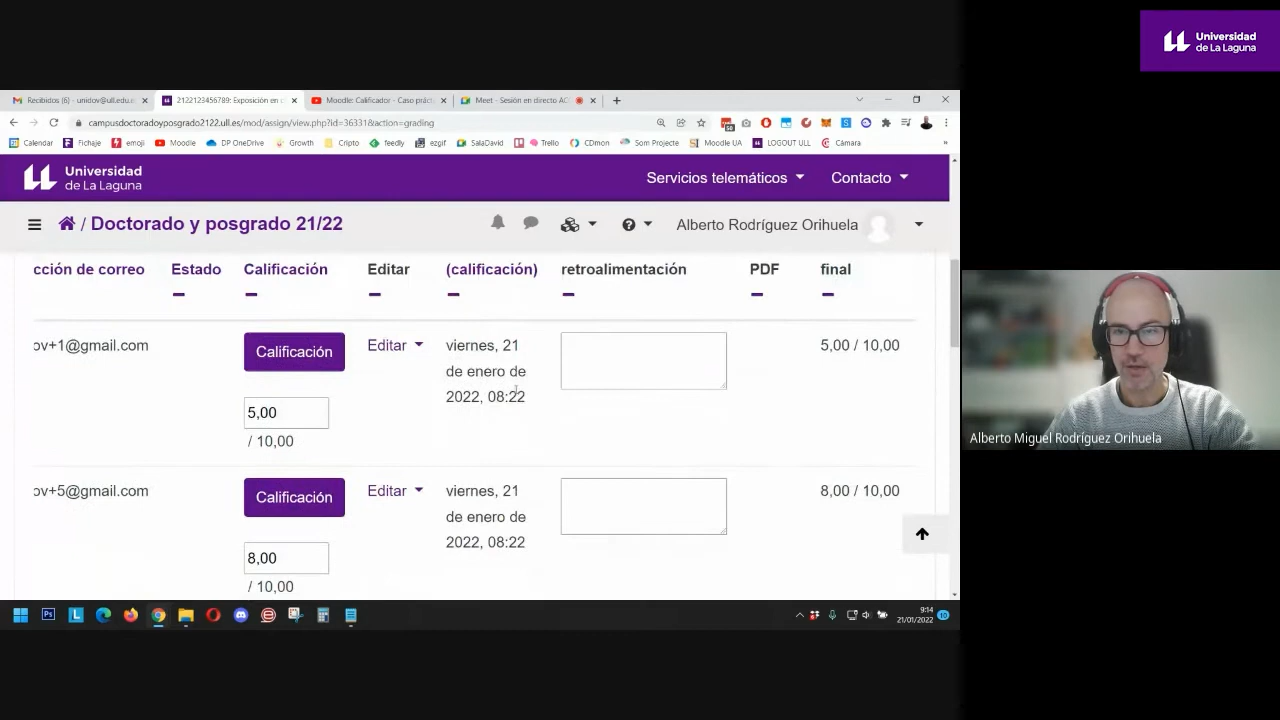 Universidad
de La Laguna
Recibidos (6) - unidov@ull.edu.e
2122123456789: Exposición en c
Moodle: Calificador - Caso práct
Meet - Sesión en directo AC
campusdoctoradoyposgrado2122.ull.es/mod/assign/view.php?id=36331&action=grading
Calendar
Fichaje
emoji
Moodle
DP OneDrive
Growth
Cripto
feedly
ezgif
SalaDavid
Trello
CDmon
Som Projecte
Moodle UA
LOGOUT ULL
Cámara
Universidad
de La Laguna
Servicios telemáticos
Contacto
/ Doctorado y posgrado 21/22
Alberto Rodríguez Orihuela
cción de correo
Estado
Calificación
Editar
(calificación)
retroalimentación
PDF
final
ov+1@gmail.com
Calificación
Editar
viernes, 21
de enero de
2022, 08:22
5,00 / 10,00
5,00
/ 10,00
ov+5@gmail.com
Calificación
Editar
viernes, 21
de enero de
2022, 08:22
8,00 / 10,00
8,00
/ 10,00
Alberto Miguel Rodríguez Orihuela
9:14
21/01/2022